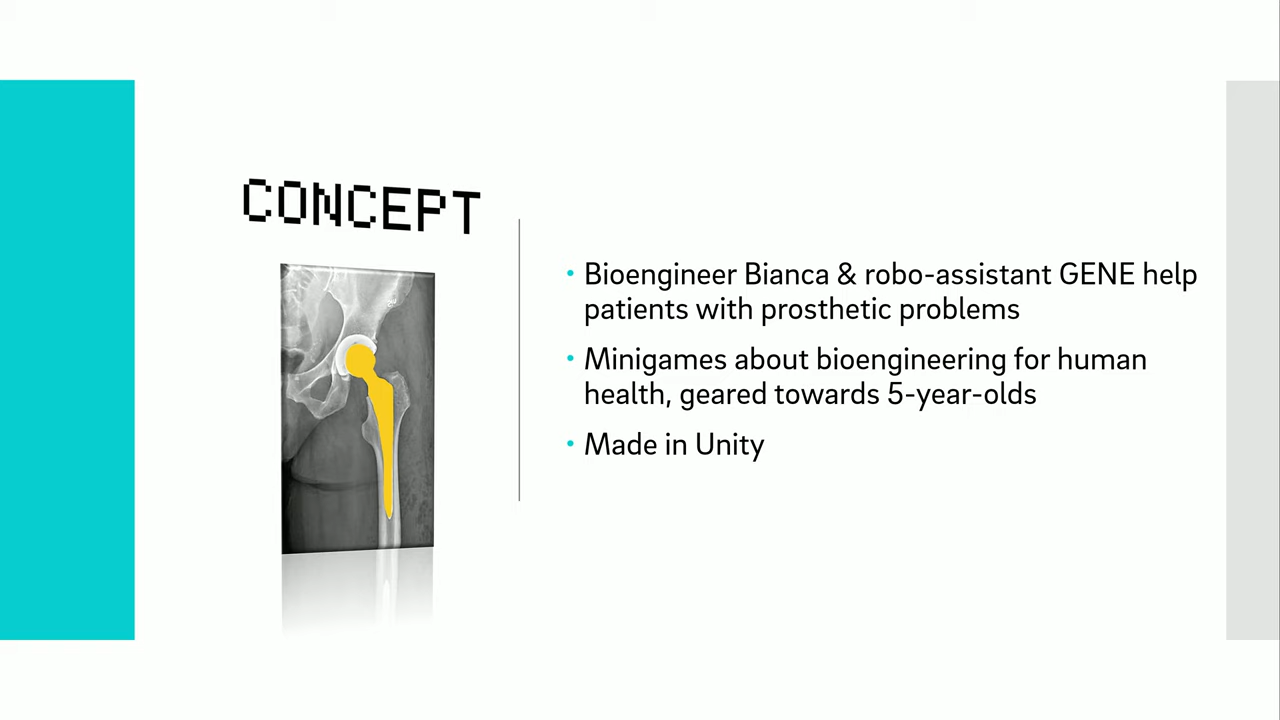 CONCEPT
• Bioengineer Bianca & robo-assistant GENE help
patients with prosthetic problems
• Minigames about bioengineering for human
health, geared towards 5-year-olds
• Made in Unity